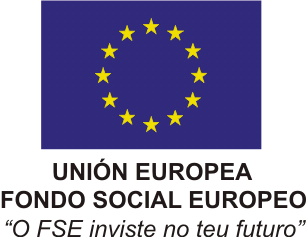 UNIÓN EUROPEA
FONDO SOCIAL EUROPEO
“O FSE inviste no teu futuro”